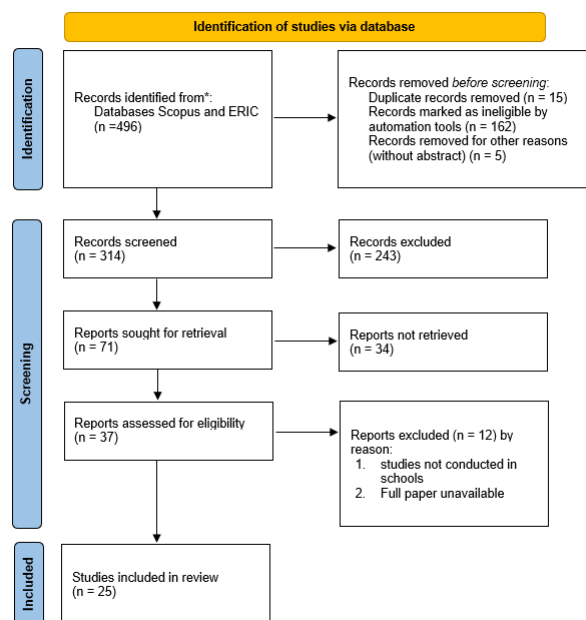 Identification of studies via database
Identification
Records identified from*:
Databases Scopus and ERIC
(n =496)
Records removed before screening:
Duplicate records removed (n = 15)
Records marked as ineligible by
automation tools (n = 162)
Records removed for other reasons
(without abstract) (n = 5)
Screening
Records screened
(n = 314)
Records excluded
(n = 243)
Reports sought for retrieval
(n = 71)
Reports not retrieved
(n = 34)
Reports assessed for eligibility
(n = 37)
Reports excluded (n = 12) by
reason:
1. studies not conducted in
schools
2. Full paper unavailable
Included
Studies included in review
(n = 25)